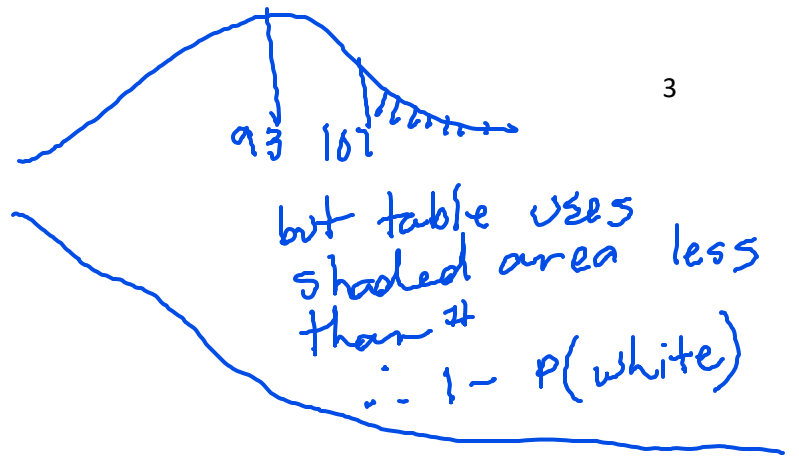 3
93 107
but table uses
shaded area less
than #
∴ 1 - P(white)